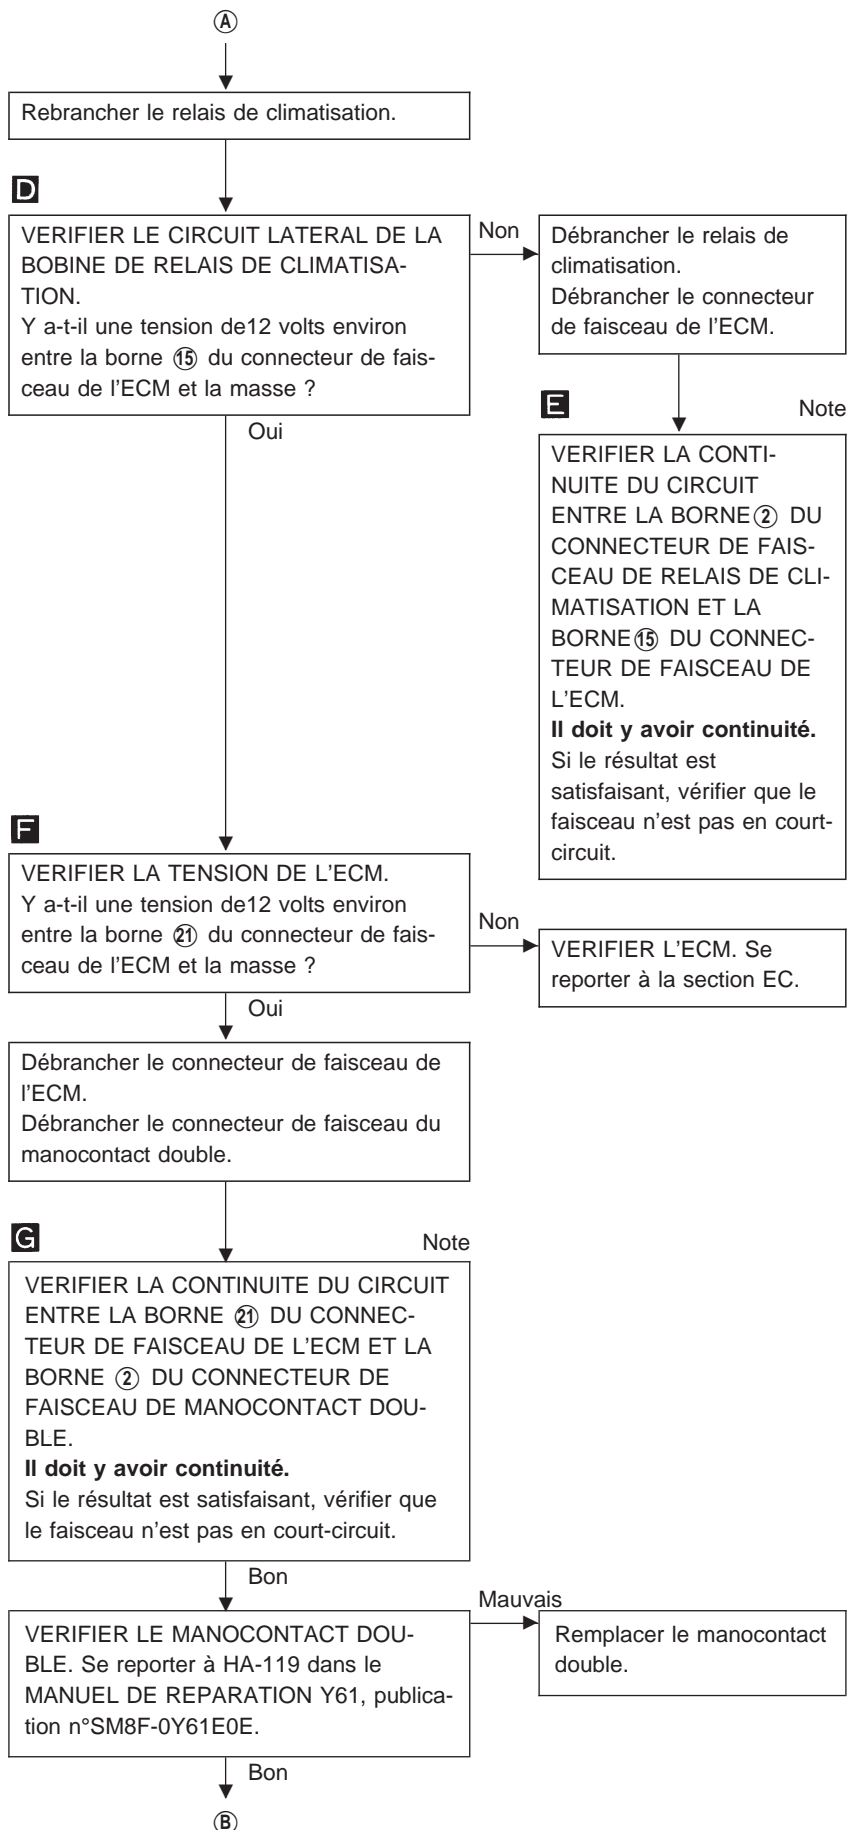 Ⓐ
Rebrancher le relais de climatisation.
D
VERIFIER LE CIRCUIT LATERAL DE LA
BOBINE DE RELAIS DE CLIMATISA-
TION.
Y a-t-il une tension de12 volts environ
entre la borne ⑮ du connecteur de fais-
ceau de l'ECM et la masse ?
Non
Débrancher le relais de
climatisation.
Débrancher le connecteur
de faisceau de l'ECM.
Oui
E
Note
VERIFIER LA CONTI-
NUITE DU CIRCUIT
ENTRE LA BORNE② DU
CONNECTEUR DE FAIS-
CEAU DE RELAIS DE CLI-
MATISATION ET LA
BORNE⑮ DU CONNEC-
TEUR DE FAISCEAU DE
L'ECM.
Il doit y avoir continuité.
Si le résultat est
satisfaisant, vérifier que le
faisceau n'est pas en court-
circuit.
F
VERIFIER LA TENSION DE L'ECM.
Y a-t-il une tension de12 volts environ
entre la borne ㉑ du connecteur de fais-
ceau de l'ECM et la masse ?
Non
VERIFIER L'ECM. Se
reporter à la section EC.
Oui
Débrancher le connecteur de faisceau de
l'ECM.
Débrancher le connecteur de faisceau du
manocontact double.
G
Note
VERIFIER LA CONTINUITE DU CIRCUIT
ENTRE LA BORNE ㉑ DU CONNEC-
TEUR DE FAISCEAU DE L'ECM ET LA
BORNE ② DU CONNECTEUR DE
FAISCEAU DE MANOCONTACT DOU-
BLE.
Il doit y avoir continuité.
Si le résultat est satisfaisant, vérifier que
le faisceau n'est pas en court-circuit.
Bon
VERIFIER LE MANOCONTACT DOU-
BLE. Se reporter à HA-119 dans le
MANUEL DE REPARATION Y61, publica-
tion n°SM8F-0Y61E0E.
Mauvais
Remplacer le manocontact
double.
Bon
Ⓑ